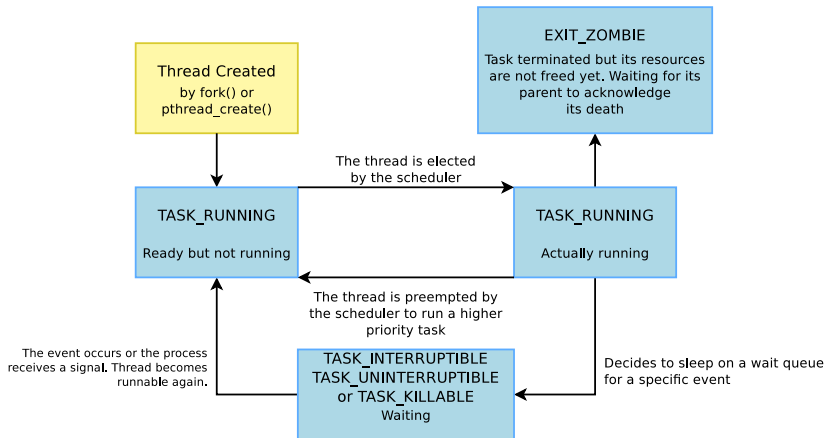 Thread Created
by fork() or
pthread_create()
EXIT_ZOMBIE
Task terminated but its resources
are not freed yet. Waiting for its
parent to acknowledge
its death
The thread is elected
by the scheduler
TASK_RUNNING
Ready but not running
TASK_RUNNING
Actually running
The thread is preempted by
the scheduler to run a higher
priority task
The event occurs or the process
receives a signal. Thread becomes
runnable again.
TASK_INTERRUPTIBLE
TASK_UNINTERRUPTIBLE
or TASK_KILLABLE
Waiting
Decides to sleep on a wait queue
for a specific event